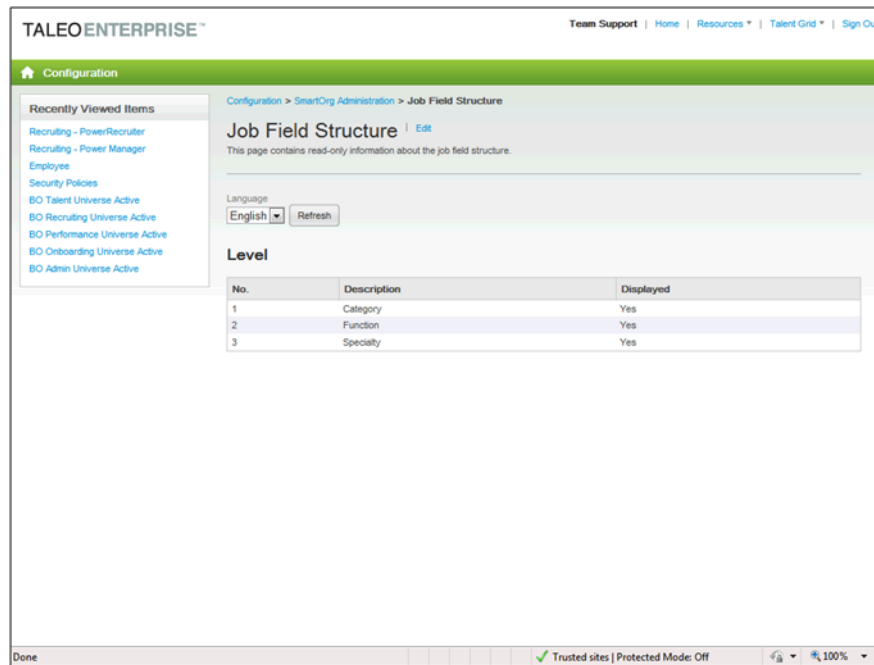 TALEO ENTERPRISE™
Team Support | Home | Resources | Talent Grid | Sign Ou
Configuration
Recently Viewed Items
Recruiting - PowerRecruiter
Recruiting - Power Manager
Employee
Security Policies
BO Talent Universe Active
BO Recruiting Universe Active
BO Performance Universe Active
BO Onboarding Universe Active
BO Admin Universe Active
Configuration > SmartOrg Administration > Job Field Structure
Job Field Structure | Edit
This page contains read-only information about the job field structure.
Language
English Refresh
Level
No. Description Displayed
1 Category Yes
2 Function Yes
3 Specialty Yes
Done Trusted sites | Protected Mode: Off 100%